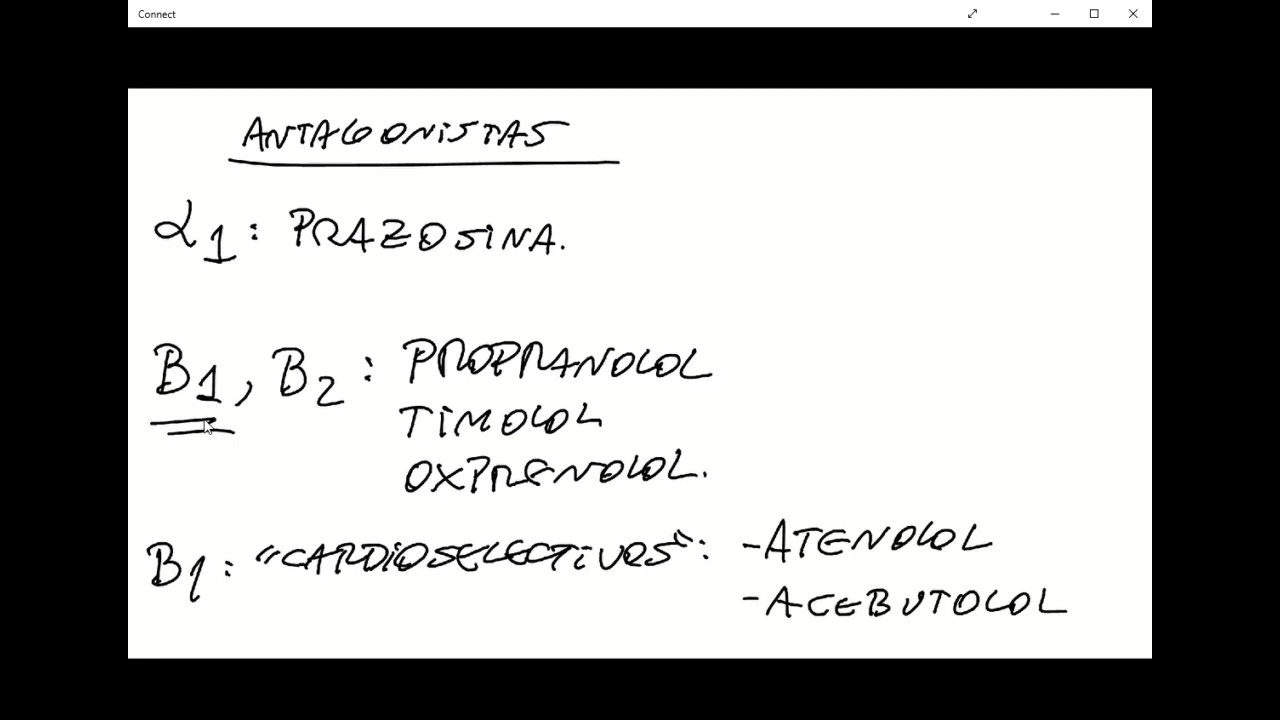 Connect
ANTAGONISTAS
α1: PRAZOSINA.
B1, B2: PROPRANOLOL
TIMOLOL
OXPRENOLOL.
B1: "CARDIOSELECTIVOS": -ATENOLOL
-ACEBUTOLOL